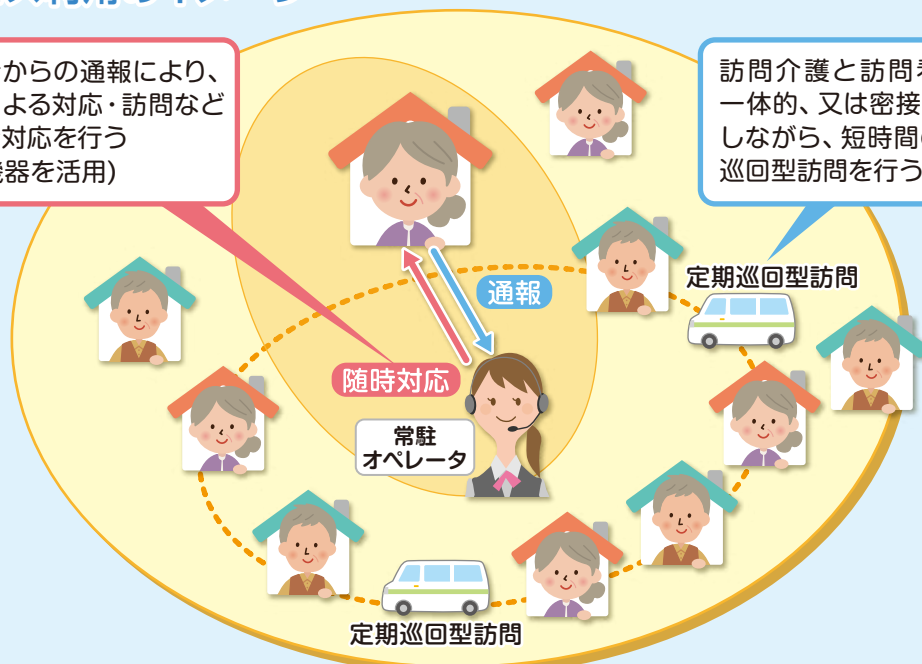 からの通報により、
よる対応・訪問など
対応を行う
機器を活用)
訪問介護と訪問
一体的、又は密接
しながら、短時間
巡回型訪問を行う
定期巡回型訪問
通報
随時対応
常駐
オペレータ
定期巡回型訪問